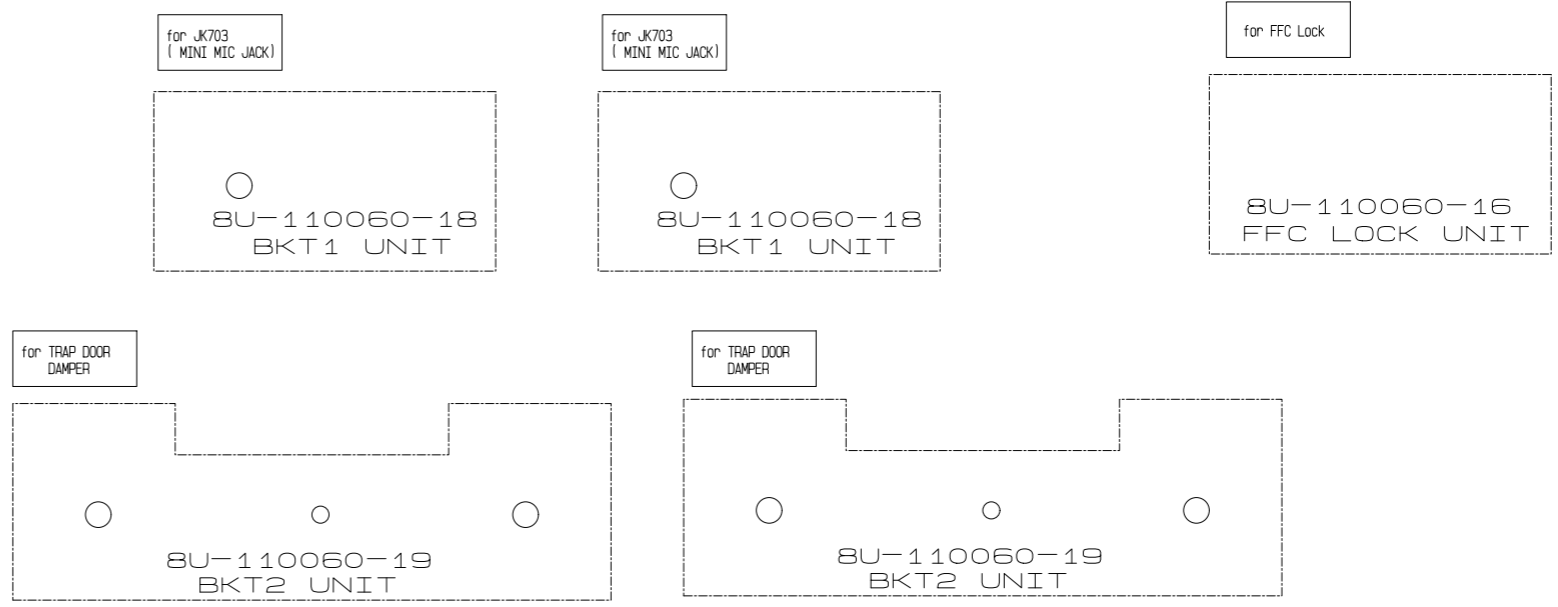 for JK703
( MINI MIC JACK)
8U-110060-18
BKT1 UNIT
for JK703
( MINI MIC JACK)
8U-110060-18
BKT1 UNIT
for FFC Lock
8U-110060-16
FFC LOCK UNIT
for TRAP DOOR
DAMPER
8U-110060-19
BKT2 UNIT
for TRAP DOOR
DAMPER
8U-110060-19
BKT2 UNIT